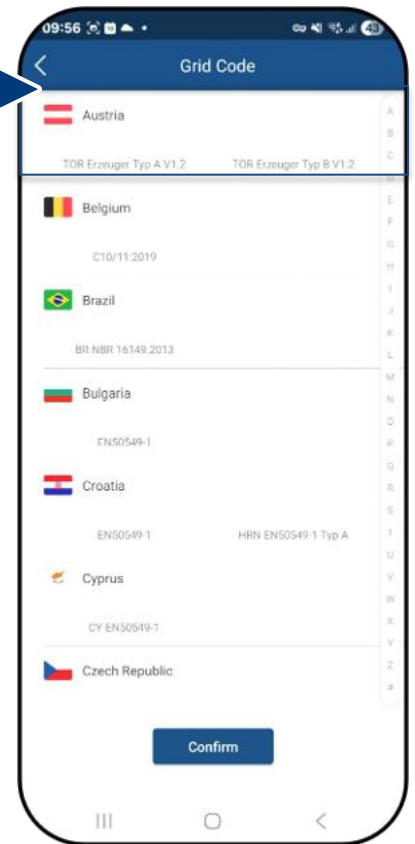 09:56
43
Grid Code
Austria
TOR Erzeuger Typ A V1.2 TOR Erzeuger Typ B V1.2
Belgium
C10/11:2019
Brazil
BR NBR 16149:2013
Bulgaria
EN50549-1
Croatia
EN50549-1 HRN EN50549-1 Typ A
Cyprus
CY EN50549-1
Czech Republic
A
B
C
D
E
F
G
H
I
J
K
L
M
N
O
P
Q
R
S
T
U
V
W
X
Y
Z
#
Confirm